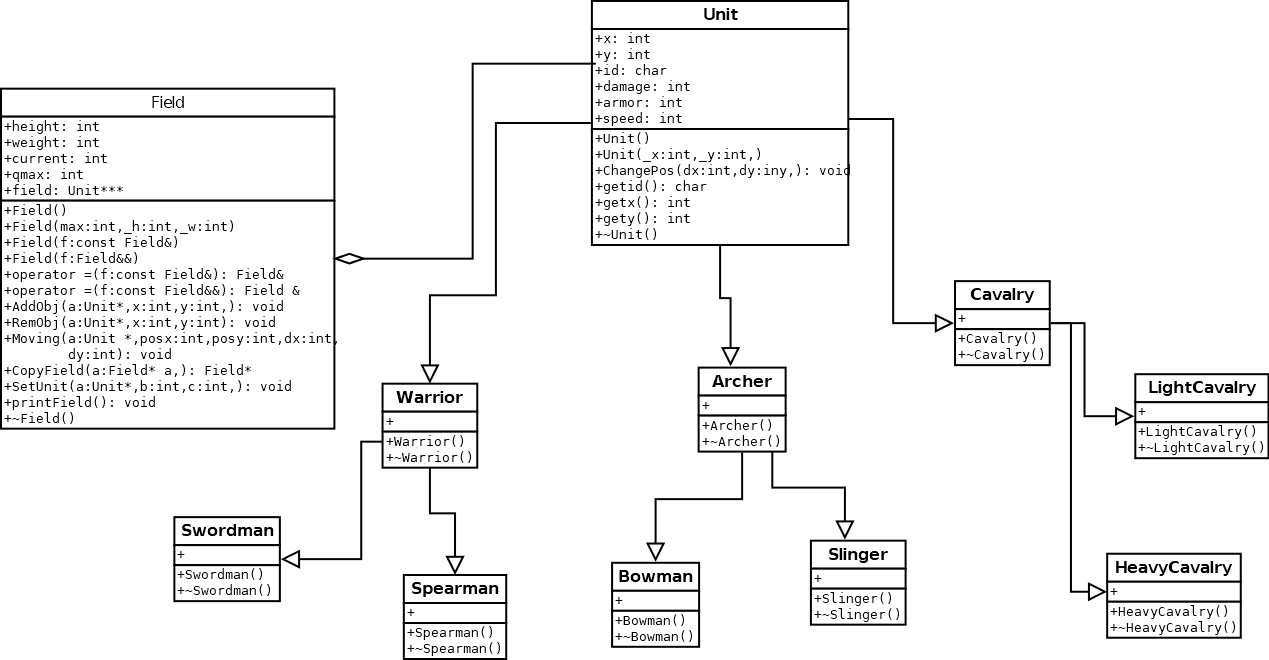 Unit
+x: int
+y: int
+id: char
+damage: int
+armor: int
+speed: int
+Unit()
+Unit(_x:int,_y:int,)
+ChangePos(dx:int,dy:iny,): void
+getid(): char
+getx(): int
+gety(): int
+~Unit()
Field
+height: int
+weight: int
+current: int
+qmax: int
+field: Unit***
+Field()
+Field(max:int,_h:int,_w:int)
+Field(f:const Field&)
+Field(f:Field&&)
+operator =(f:const Field&): Field&
+operator =(f:const Field&&): Field &
+AddObj(a:Unit*,x:int,y:int,): void
+RemObj(a:Unit*,x:int,y:int): void
+Moving(a:Unit *,posx:int,posy:int,dx:int,
dy:int): void
+CopyField(a:Field* a,): Field*
+SetUnit(a:Unit*,b:int,c:int,): void
+printField(): void
+~Field()
Cavalry
+
+Cavalry()
+~Cavalry()
Warrior
+
+Warrior()
+~Warrior()
Archer
+
+Archer()
+~Archer()
LightCavalry
+
+LightCavalry()
+~LightCavalry()
Swordman
+
+Swordman()
+~Swordman()
Spearman
+
+Spearman()
+~Spearman()
Bowman
+
+Bowman()
+~Bowman()
Slinger
+
+Slinger()
+~Slinger()
HeavyCavalry
+
+HeavyCavalry()
+~HeavyCavalry()